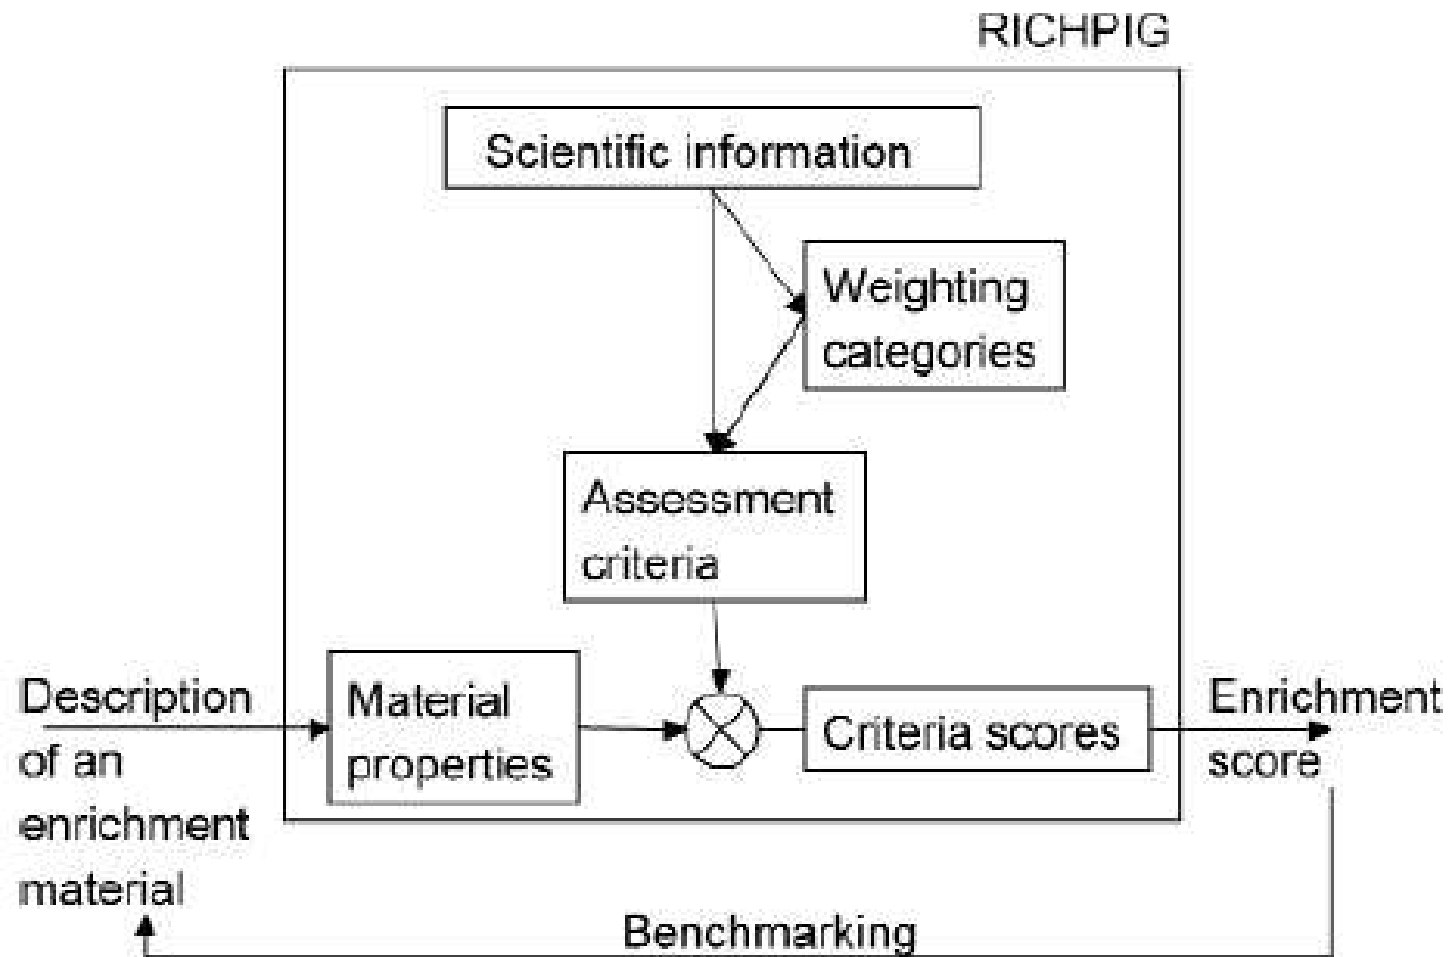 RICHPIG
Scientific information
Weighting
categories
Assessment
criteria
Description
of an
enrichment
material
Material
properties
Criteria scores
Enrichment
score
Benchmarking